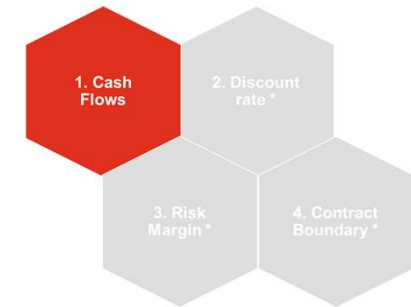 1. Cash
Flows
2. Discount
rate *
3. Risk
Margin *
4. Contract
Boundary *